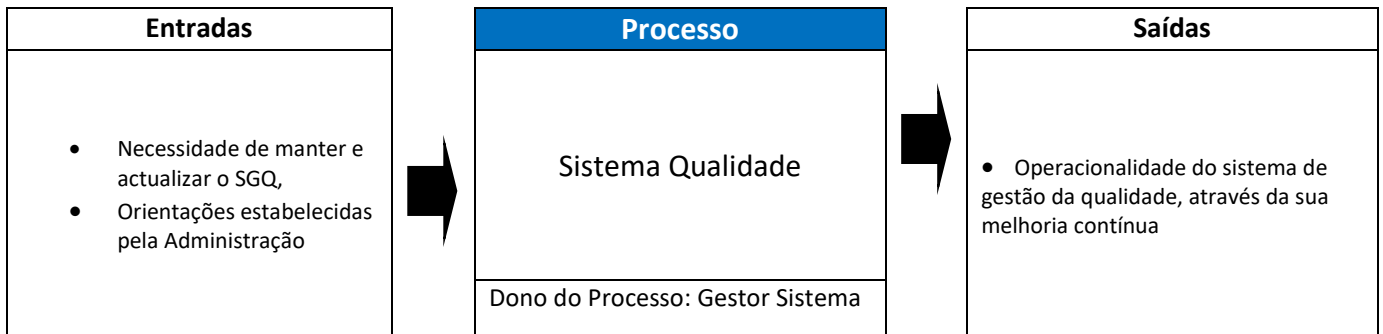 Entradas
• Necessidade de manter e
actualizar o SGQ,
• Orientações estabelecidas
pela Administração
Processo
Sistema Qualidade
Dono do Processo: Gestor Sistema
Saídas
• Operacionalidade do sistema de
gestão da qualidade, através da sua
melhoria contínua